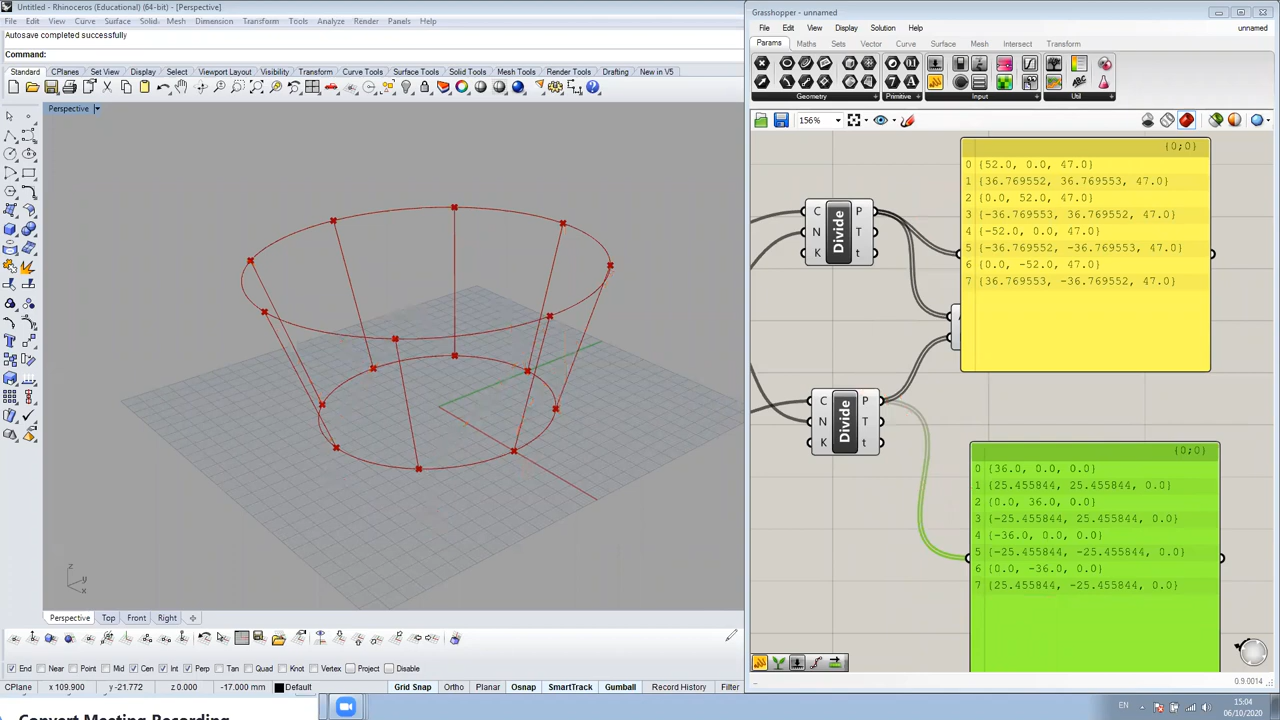 Untitled - Rhinoceros (Educational) (64-bit) - [Perspective]
File Edit View Curve Surface Solid Mesh Dimension Transform Tools Analyze Render Panels Help
Autosave completed successfully
Command:
Standard CPlanes Set View Display Select Viewport Layout Visibility Transform Curve Tools Surface Tools Solid Tools Mesh Tools Render Tools Drafting New in V5
Perspective
z
y
x
Perspective Top Front Right
End Near Point Mid Cen Int Perp Tan Quad Knot Vertex Project Disable
CPlane x 109.900 y -21.772 z 0.000 -17.000 mm Default Grid Snap Ortho Planar Osnap SmartTrack Gumball Record History Filter
Grasshopper - unnamed
File Edit View Display Solution Help unnamed
Params Maths Sets Vector Curve Surface Mesh Intersect Transform
Geometry Primitive Input Util
156%
{0;0}
0 {52.0, 0.0, 47.0}
1 {36.769552, 36.769553, 47.0}
2 {0.0, 52.0, 47.0}
3 {-36.769553, 36.769552, 47.0}
4 {-52.0, 0.0, 47.0}
5 {-36.769552, -36.769553, 47.0}
6 {0.0, -52.0, 47.0}
7 {36.769553, -36.769552, 47.0}
C N K Divide P T t
C N K Divide P T t
{0;0}
0 {36.0, 0.0, 0.0}
1 {25.455844, 25.455844, 0.0}
2 {0.0, 36.0, 0.0}
3 {-25.455844, 25.455844, 0.0}
4 {-36.0, 0.0, 0.0}
5 {-25.455844, -25.455844, 0.0}
6 {0.0, -36.0, 0.0}
7 {25.455844, -25.455844, 0.0}
0.9.0014
Convert Meeting Recording
EN
15:04
06/10/2020